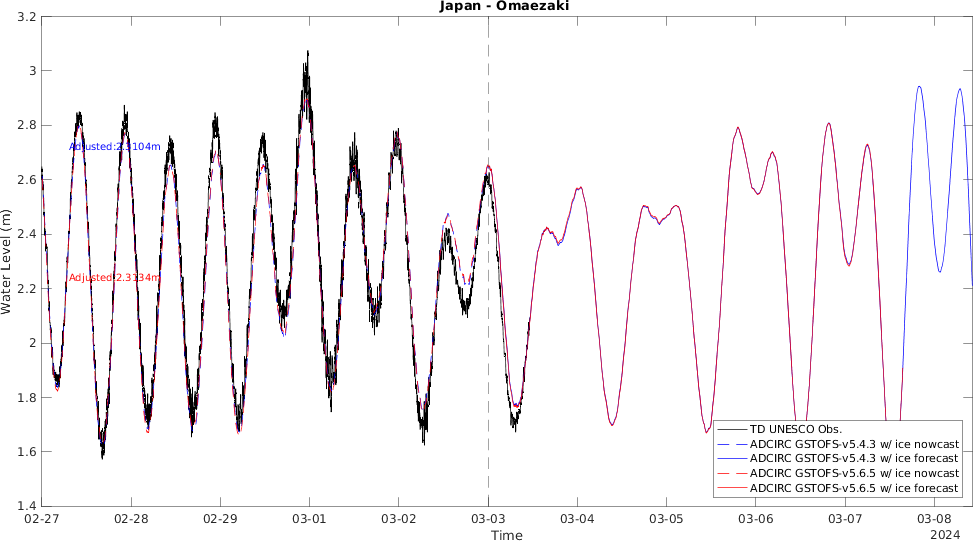 Japan - Omaezaki
Water Level (m)
3.2
3
2.8
2.6
2.4
2.2
2
1.8
1.6
1.4
Adjusted:2.3104m
Adjusted:2.3134m
TD UNESCO Obs.
ADCIRC GSTOFS-v5.4.3 w/ ice nowcast
ADCIRC GSTOFS-v5.4.3 w/ ice forecast
ADCIRC GSTOFS-v5.6.5 w/ ice nowcast
ADCIRC GSTOFS-v5.6.5 w/ ice forecast
02-27 02-28 02-29 03-01 03-02 03-03 03-04 03-05 03-06 03-07 03-08
Time
2024